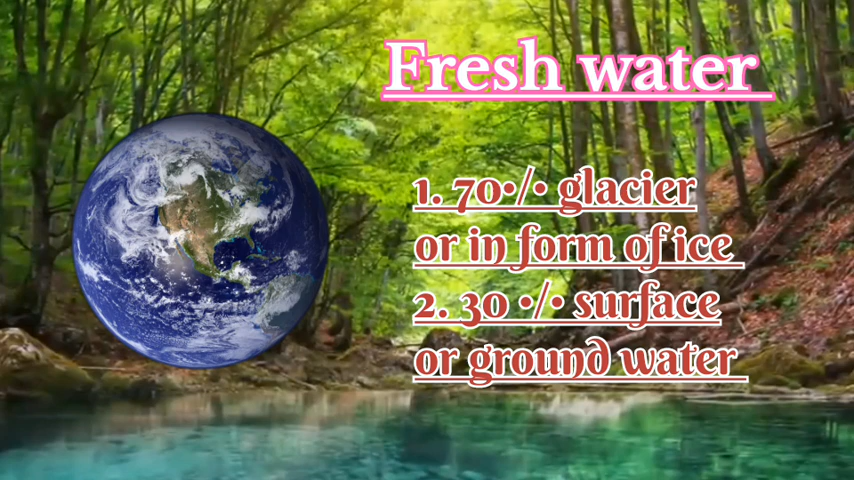 Fresh water
1. 70•/• glacier
or in form of ice
2. 30 •/• surface
or ground water